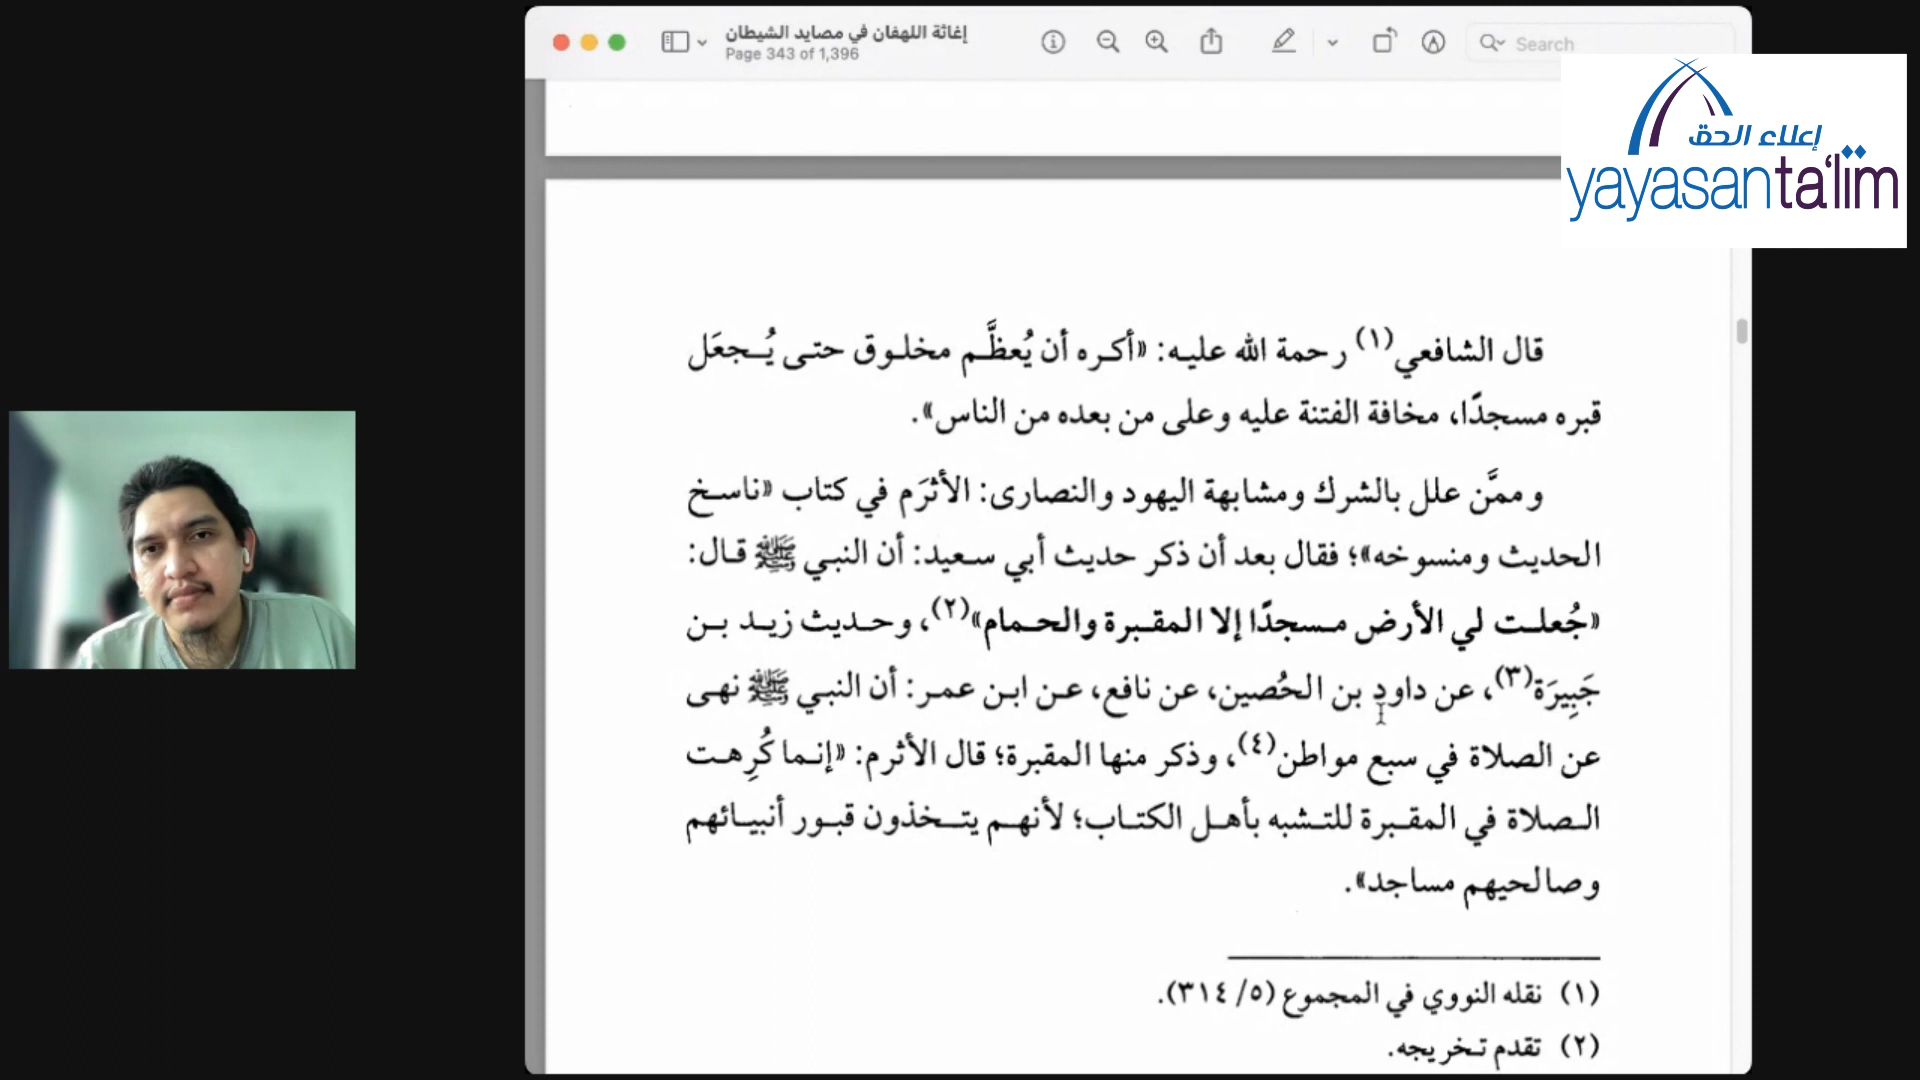 إغاثة اللهفان في مصايد الشيطان
Page 343 of 1,396
Search
إعلاء الحق
yayasanta'lim
قال الشافعي(١) رحمة الله عليه: «أكره أن يُعظَّم مخلوق حتى يُجعَل
قبره مسجدًا، مخافة الفتنة عليه وعلى من بعده من الناس».
وممَّن علل بالشرك ومشابهة اليهود والنصارى: الأثرَم في كتاب «ناسخ
الحديث ومنسوخه»؛ فقال بعد أن ذكر حديث أبي سعيد: أن النبي ﷺ قال:
«جُعلت لي الأرض مسجدًا إلا المقبرة والحمام»(٢)، وحديث زيد بن
جَبِيرَة(٣)، عن داود بن الحُصين، عن نافع، عن ابن عمر: أن النبي ﷺ نهى
عن الصلاة في سبع مواطن(٤)، وذكر منها المقبرة؛ قال الأثرم: «إنما كُرِهت
الصلاة في المقبرة للتشبه بأهل الكتاب؛ لأنهم يتخذون قبور أنبيائهم
وصالحيهم مساجد».
(١) نقله النووي في المجموع (٥/ ٣١٤).
(٢) تقدم تخريجه.